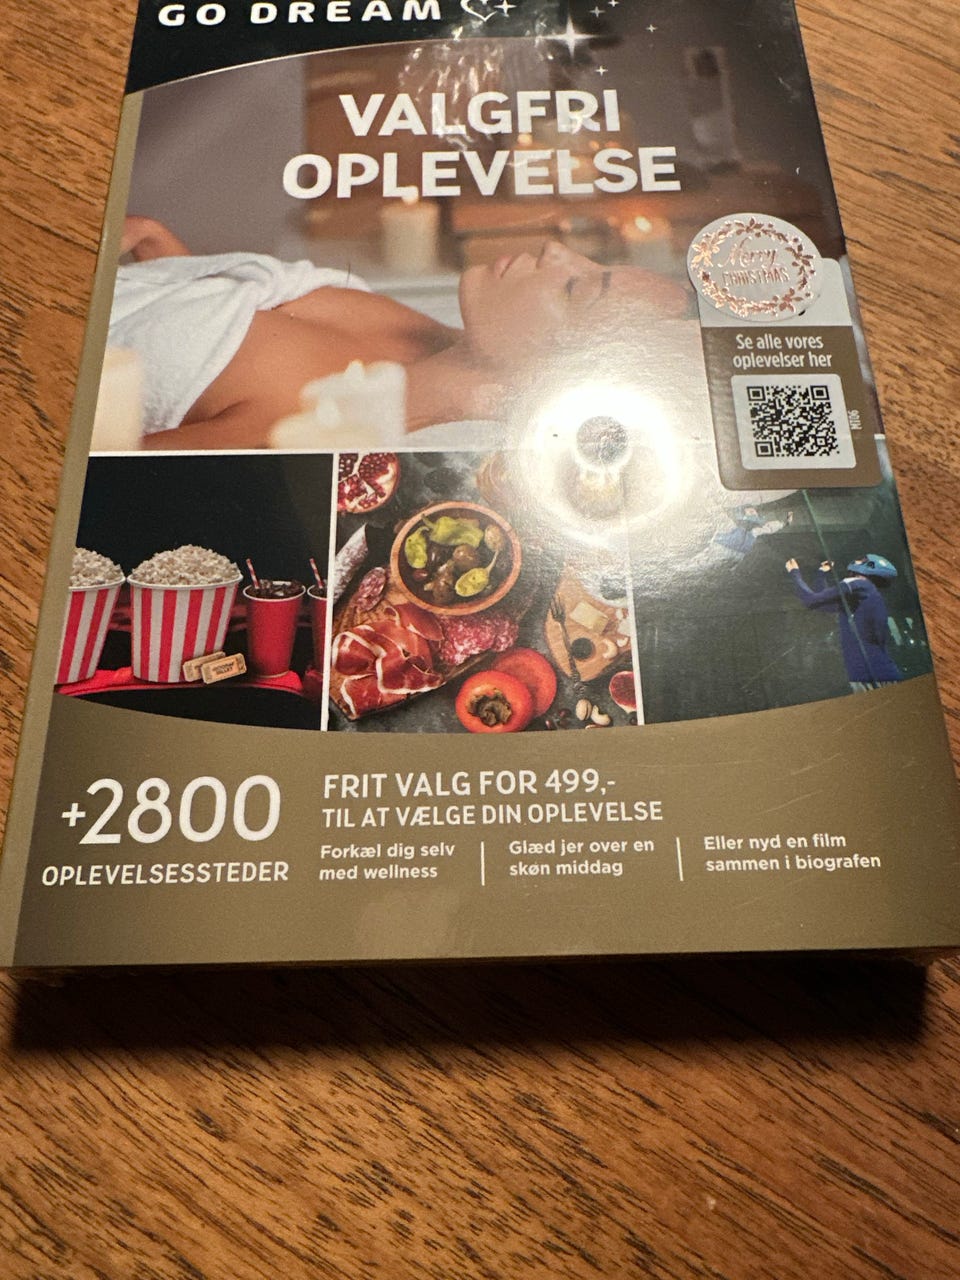 GO DREAM
VALGFRI
OPLEVELSE
Merry
CHRISTMAS
Se alle vores
oplevelser her
MT06
+2800
OPLEVELSESSTEDER
FRIT VALG FOR 499,-
TIL AT VÆLGE DIN OPLEVELSE
Forkæl dig selv
med wellness
Glæd jer over en
skøn middag
Eller nyd en film
sammen i biografen